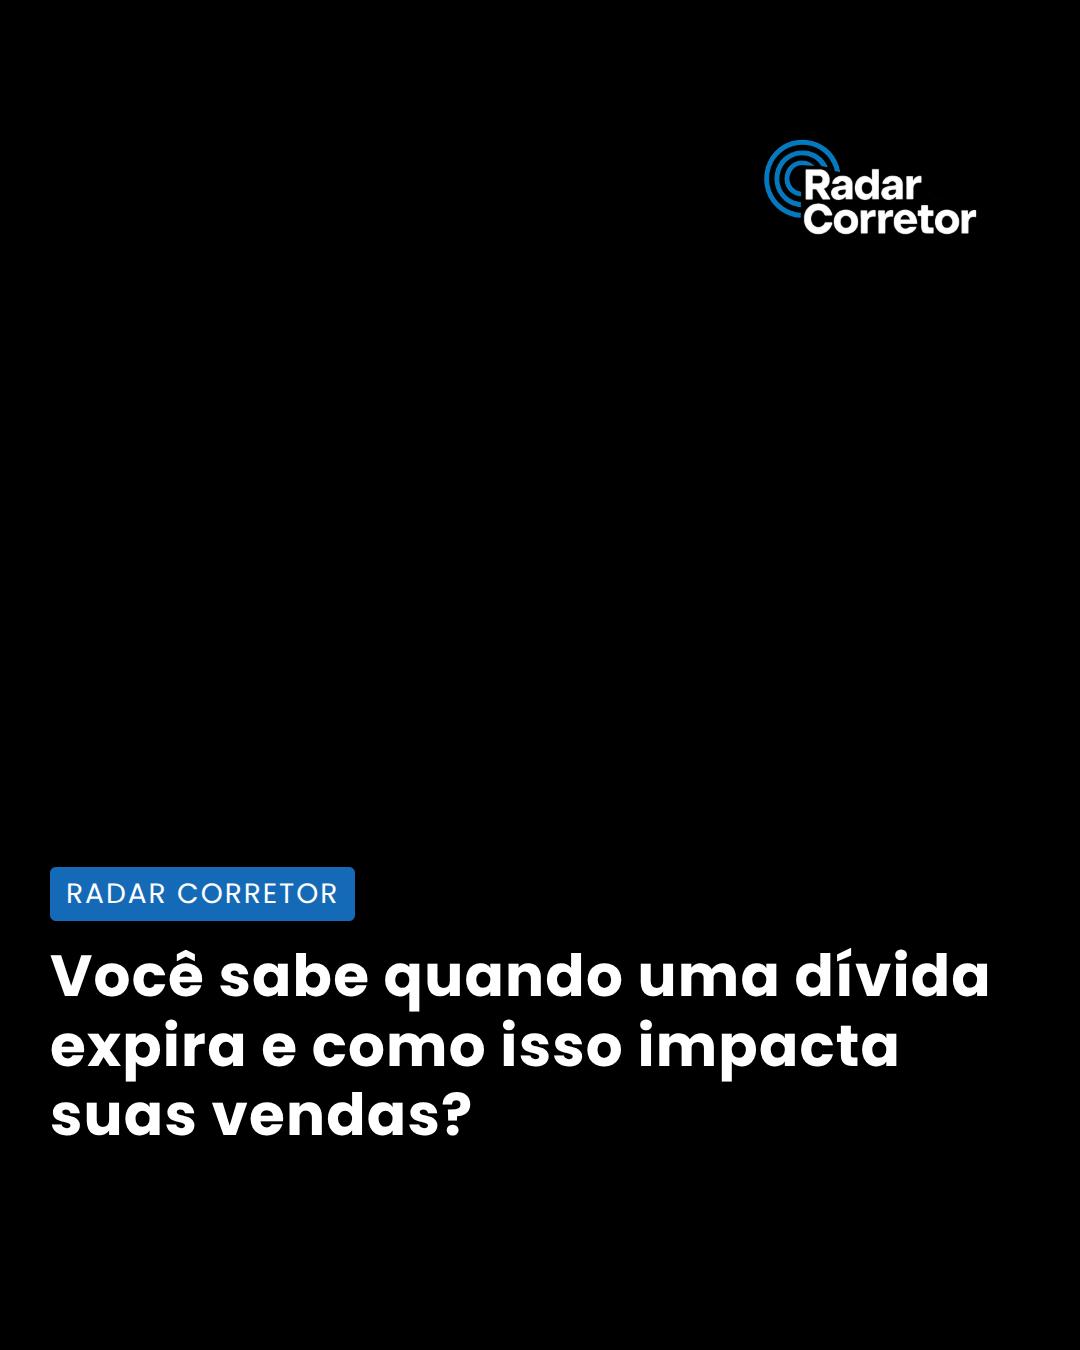 Radar
Corretor
RADAR CORRETOR
Você sabe quando uma dívida
expira e como isso impacta
suas vendas?